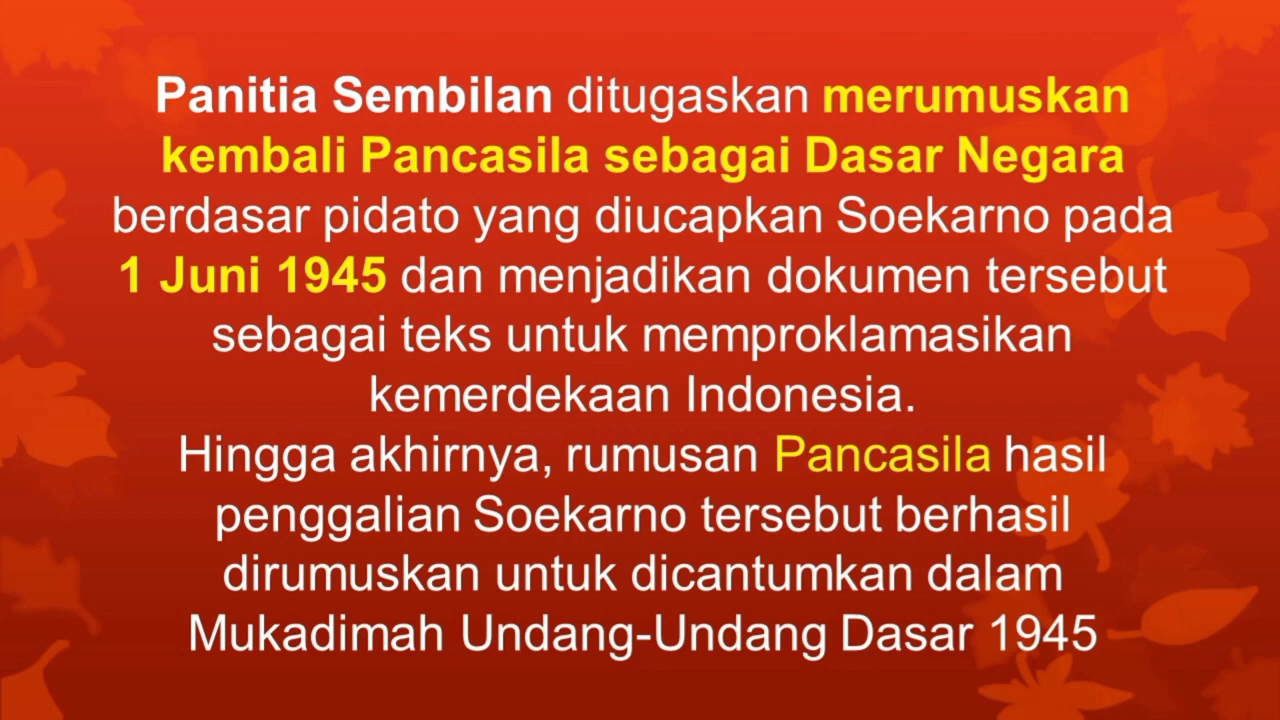 Panitia Sembilan ditugaskan merumuskan
kembali Pancasila sebagai Dasar Negara
berdasar pidato yang diucapkan Soekarno pada
1 Juni 1945 dan menjadikan dokumen tersebut
sebagai teks untuk memproklamasikan
kemerdekaan Indonesia.
Hingga akhirnya, rumusan Pancasila hasil
penggalian Soekarno tersebut berhasil
dirumuskan untuk dicantumkan dalam
Mukadimah Undang-Undang Dasar 1945